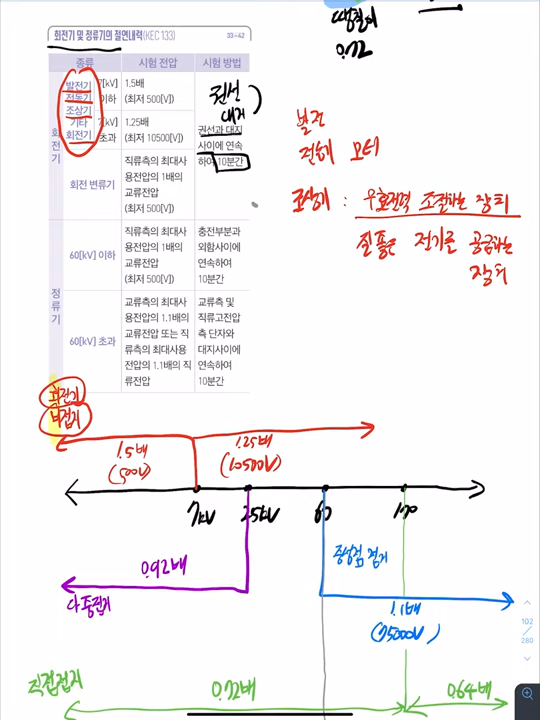 땡칠이
0.72
회전기 및 정류기의 절연내력(KEC 133)
33-42
종류
시험 전압
시험 방법
회전기
발전기
전동기
조상기
기타
회전기
7[kV]
이하
1.5배
(최저 500[V])
7[kV]
초과
1.25배
(최저 10500[V])
권선
대지
권선과 대지
사이에 연속
하여 10분간
회전 변류기
직류측의 최대사
용전압의 1배의
교류전압
(최저 500[V])
정류기
60[kV] 이하
직류측의 최대사
용전압의 1배의
교류전압
(최저 500[V])
충전부분과
외함사이에
연속하여
10분간
60[kV] 초과
교류측의 최대사
용전압의 1.1배의
교류전압 또는 직
류측의 최대사용
전압의 1.1배의 직
류전압
교류측 및
직류고전압
측 단자와
대지사이에
연속하여
10분간
발전
전동기 모터
조상기 : 무효전력 조절하는 장치
질 좋은 전기를 공급하는
장치
회전기
비접지
1.5배
(500V)
1.25배
(10500V)
7kV
25kV
60
170
0.92배
다중접지
중성점 접지
1.1배
(75000V)
102
/
280
직접접지
0.72배
0.64배